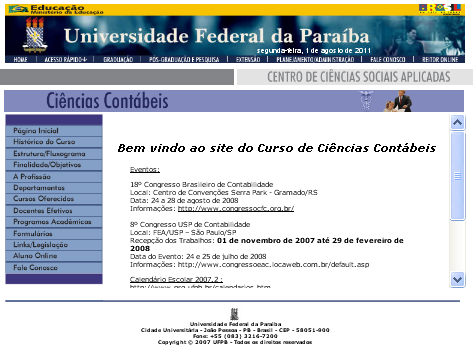 Educação
Ministério da Educação
BRASIL
Universidade Federal da Paraíba
segunda-feira, 1 de agosto de 2011
HOME | ACESSO RÁPIDO | GRADUAÇÃO | PÓS-GRADUAÇÃO E PESQUISA | EXTENSÃO | PLANEJAMENTO/ADMINISTRAÇÃO | FALE CONOSCO | REITOR ONLINE
CENTRO DE CIÊNCIAS SOCIAIS APLICADAS
Ciências Contábeis
Página Inicial
Histórico do Curso
Estrutura/Fluxograma
Finalidade/Objetivos
A Profissão
Departamentos
Cursos Oferecidos
Docentes Efetivos
Programas Acadêmicos
Formulários
Links/Legislação
Aluno Online
Fale Conosco
Bem vindo ao site do Curso de Ciências Contábeis
Eventos:
18º Congresso Brasileiro de Contabilidade
Local: Centro de Convenções Serra Park - Gramado/RS
Data: 24 a 28 de agosto de 2008
Informações: http://www.congressocfc.org.br/
8º Congresso USP de Contabilidade
Local: FEA/USP – São Paulo/SP
Recepção dos Trabalhos: 01 de novembro de 2007 até 29 de fevereiro de
2008
Data do Evento: 24 e 25 de julho de 2008
Informações: http://www.congressoeac.locaweb.com.br/default.asp
Calendário Escolar 2007.2 :
http://www.prg.ufpb.br/calendarios.htm
Universidade Federal da Paraíba
Cidade Universitária - João Pessoa - PB - Brasil - CEP - 58051-900
Fone: +55 (083) 3216-7200
Copyright © 2007 UFPB - Todos os direitos reservados